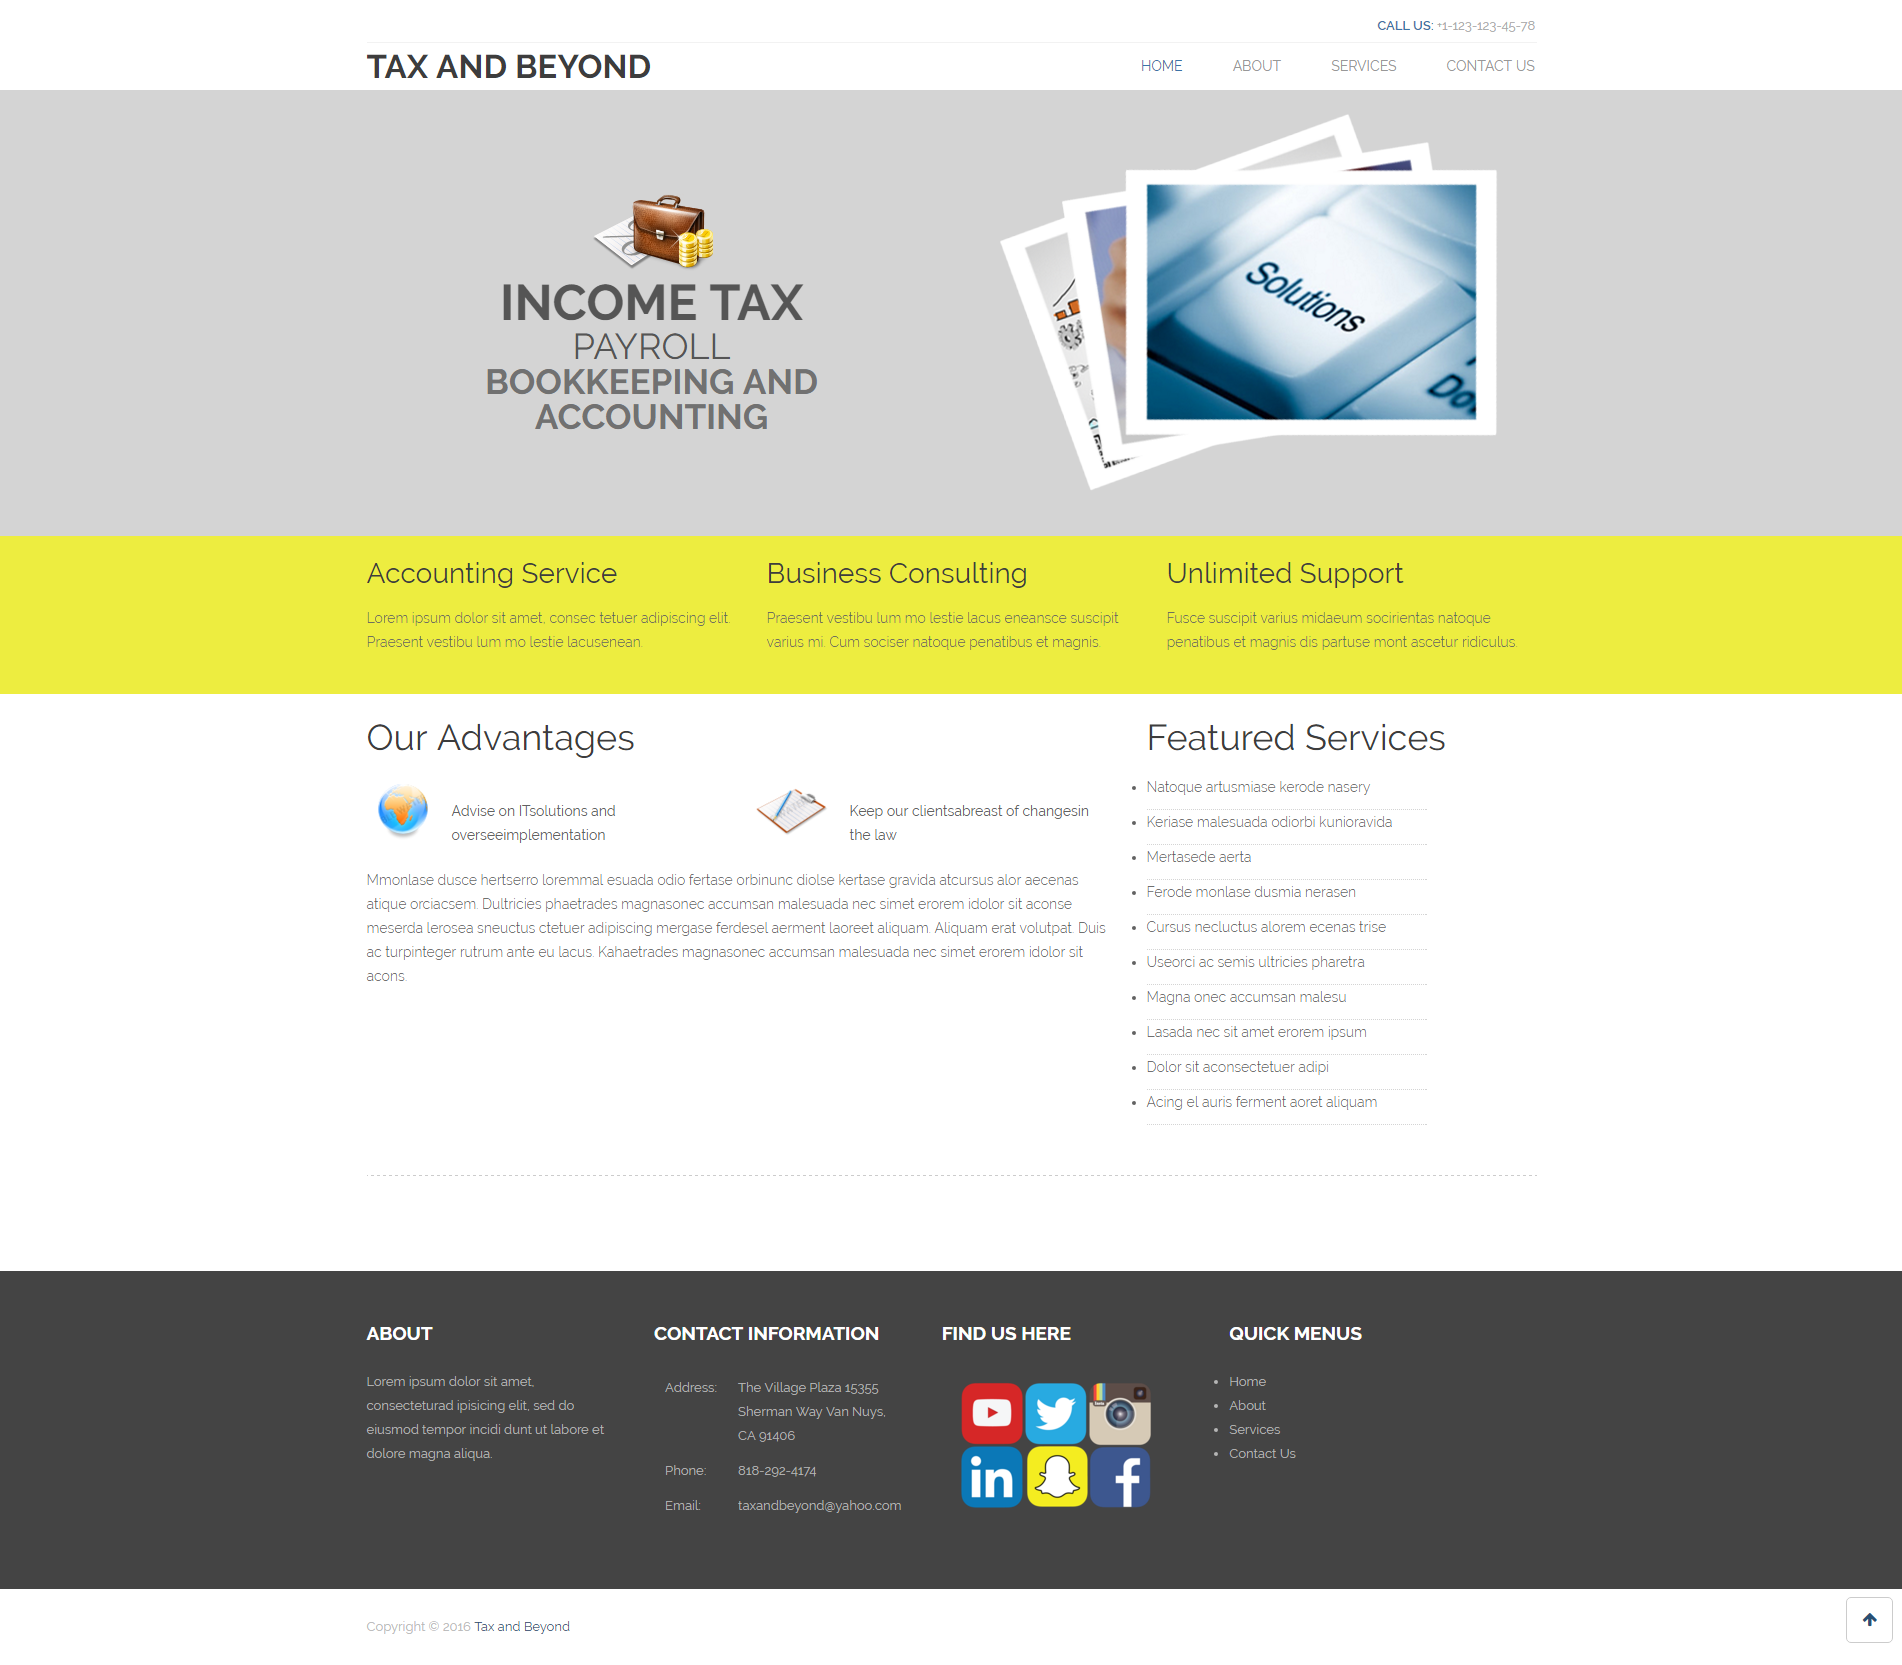 CALL US: +1-123-123-45-78
TAX AND BEYOND
HOME ABOUT SERVICES CONTACT US
INCOME TAX
PAYROLL
BOOKKEEPING AND
ACCOUNTING
Solutions
Accounting Service
Lorem ipsum dolor sit amet, consec tetuer adipiscing elit.
Praesent vestibu lum mo lestie lacusenean.
Business Consulting
Praesent vestibu lum mo lestie lacus eneansce suscipit
varius mi. Cum sociser natoque penatibus et magnis.
Unlimited Support
Fusce suscipit varius midaeum socirientas natoque
penatibus et magnis dis partuse mont ascetur ridiculus.
Our Advantages
Advise on ITsolutions and
overseeimplementation
Keep our clientsabreast of changesin
the law
Mmonlase dusce hertserro loremmal esuada odio fertase orbinunc diolse kertase gravida atcursus alor aecenas
atique orciacsem. Dultricies phaetrades magnasonec accumsan malesuada nec simet erorem idolor sit aconse
meserda lerosea sneuctus ctetuer adipiscing mergase ferdesel aerment laoreet aliquam. Aliquam erat volutpat. Duis
ac turpinteger rutrum ante eu lacus. Kahaetrades magnasonec accumsan malesuada nec simet erorem idolor sit
acons.
Featured Services
Natoque artusmiase kerode nasery
Keriase malesuada odiorbi kunioravida
Mertasede aerta
Ferode monlase dusmia nerasen
Cursus necluctus alorem ecenas trise
Useorci ac semis ultricies pharetra
Magna onec accumsan malesu
Lasada nec sit amet erorem ipsum
Dolor sit aconsectetuer adipi
Acing el auris ferment aoret aliquam
ABOUT
Lorem ipsum dolor sit amet,
consecteturad ipisicing elit, sed do
eiusmod tempor incidi dunt ut labore et
dolore magna aliqua.
CONTACT INFORMATION
Address: The Village Plaza 15355
Sherman Way Van Nuys,
CA 91406
Phone: 818-292-4174
Email: taxandbeyond@yahoo.com
FIND US HERE
in
f
QUICK MENUS
Home
About
Services
Contact Us
Copyright © 2016 Tax and Beyond